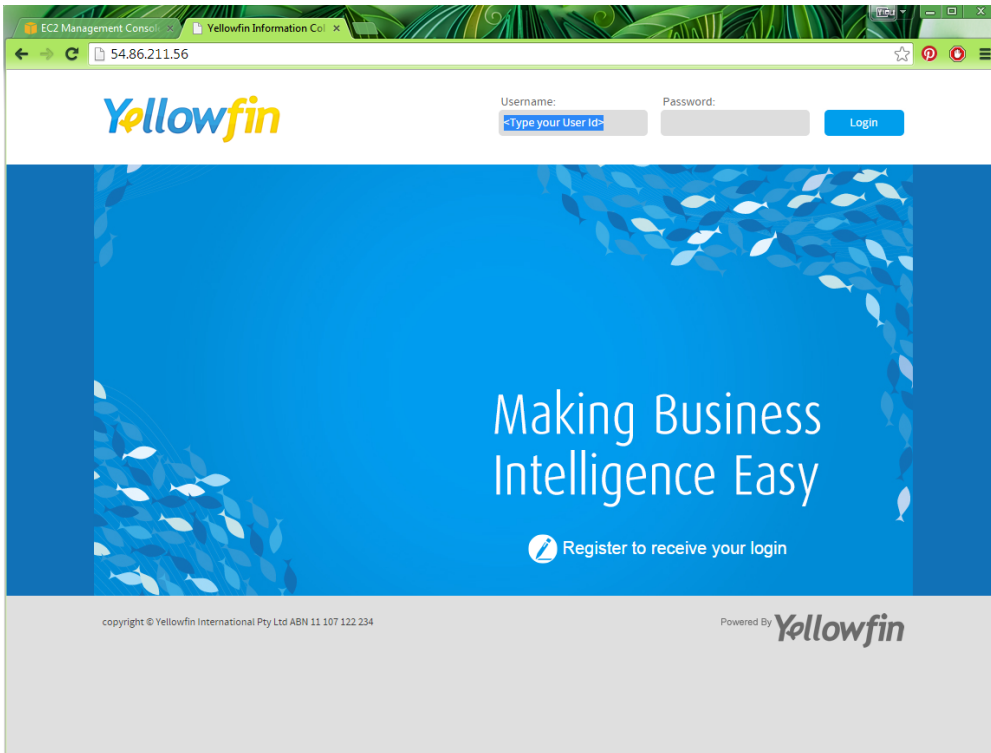 EC2 Management Consol
Yellowfin Information Col
54.86.211.56
Yellowfin
Username:
Password:
<Type your User Id>
Login
Making Business
Intelligence Easy
Register to receive your login
copyright © Yellowfin International Pty Ltd ABN 11 107 122 234
Powered By Yellowfin